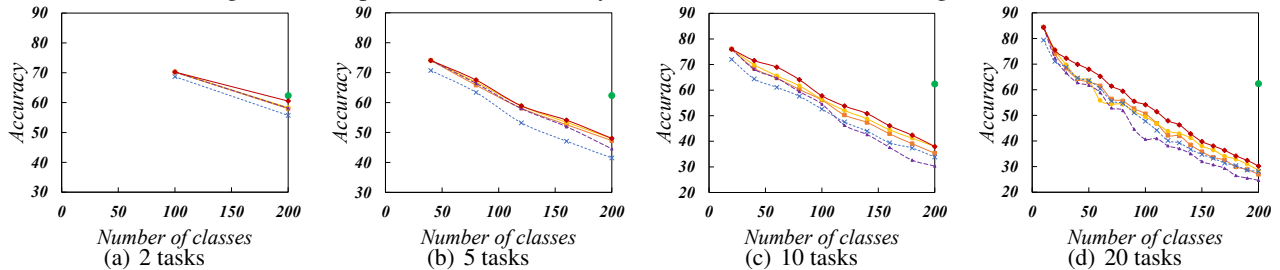 90 90 90 90
80 80 80 80
70 70 70 70
60 60 60 60
50 50 50 50
40 40 40 40
30 30 30 30
20 20
0 50 100 150 200 0 50 100 150 200 0 50 100 150 200 0 50 100 150 200
Accuracy Accuracy Accuracy Accuracy
Number of classes Number of classes Number of classes Number of classes
(a) 2 tasks (b) 5 tasks (c) 10 tasks (d) 20 tasks